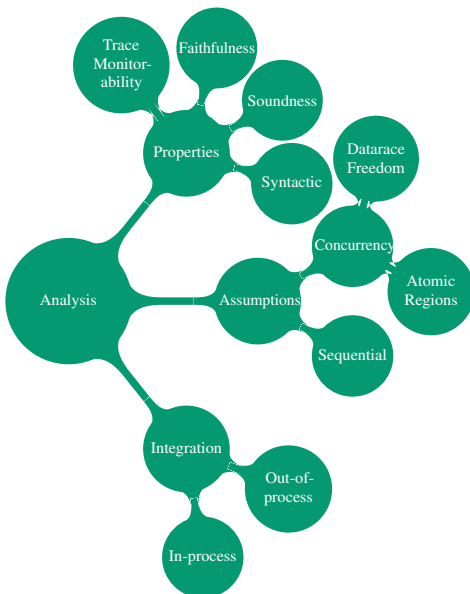 Trace
Monitor-
ability
Faithfulness
Soundness
Properties
Syntactic
Datarace
Freedom
Concurrency
Atomic
Regions
Analysis
Assumptions
Sequential
Integration
Out-of-
process
In-process